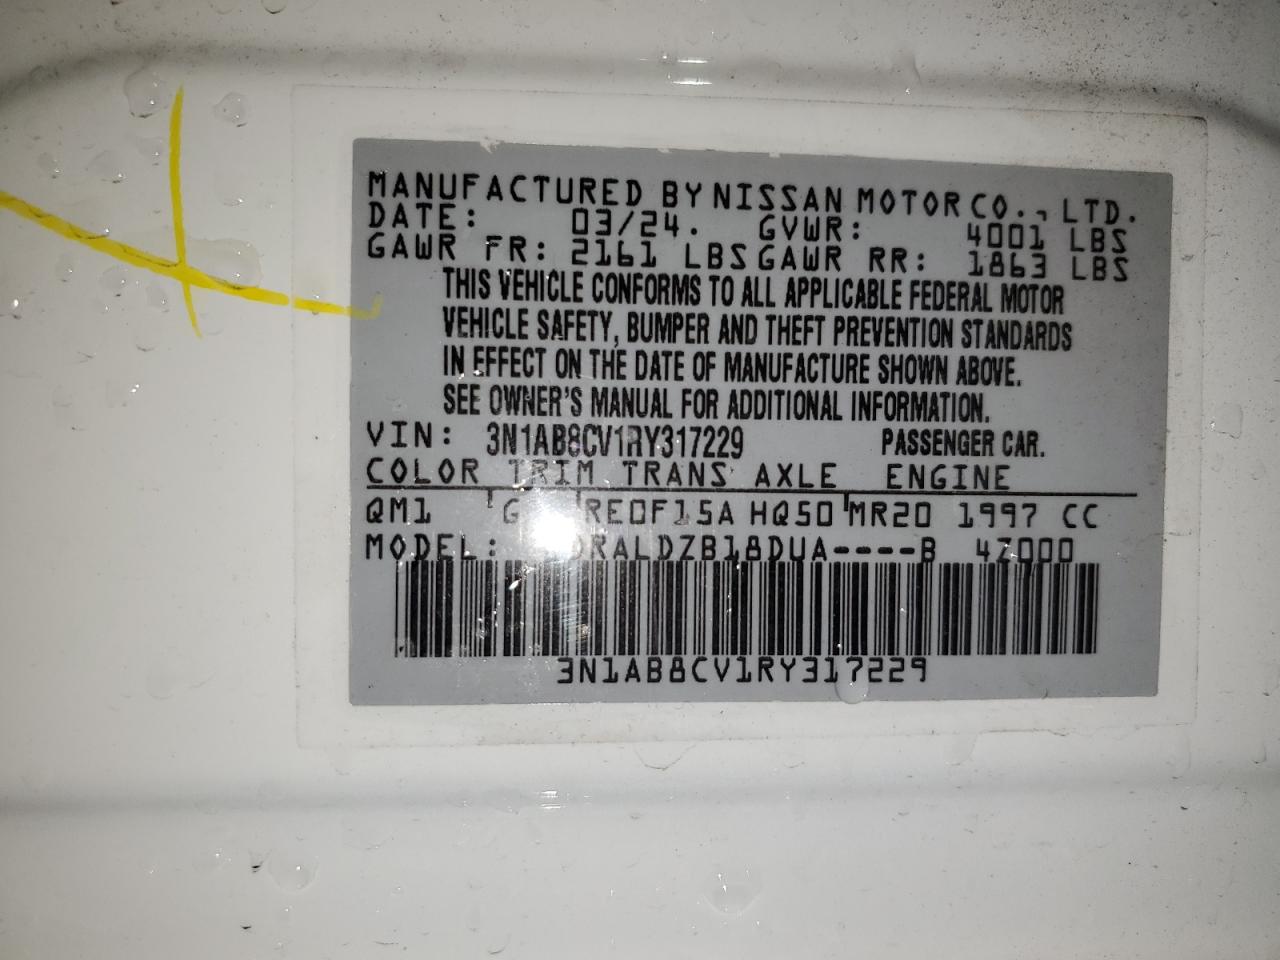 MANUFACTURED BY NISSAN MOTOR CO., LTD.
DATE: 03/24. GVWR: 4001 LBS
GAWR FR: 2161 LBS GAWR RR: 1863 LBS
THIS VEHICLE CONFORMS TO ALL APPLICABLE FEDERAL MOTOR
VEHICLE SAFETY, BUMPER AND THEFT PREVENTION STANDARDS
IN EFFECT ON THE DATE OF MANUFACTURE SHOWN ABOVE.
SEE OWNER'S MANUAL FOR ADDITIONAL INFORMATION.
VIN: 3N1AB8CV1RY317229 PASSENGER CAR.
COLOR TRIM TRANS AXLE ENGINE
QM1 G RE0F15A HQ50 MR20 1997 CC
MODEL: 4Z000
3N1AB8CV1RY317229